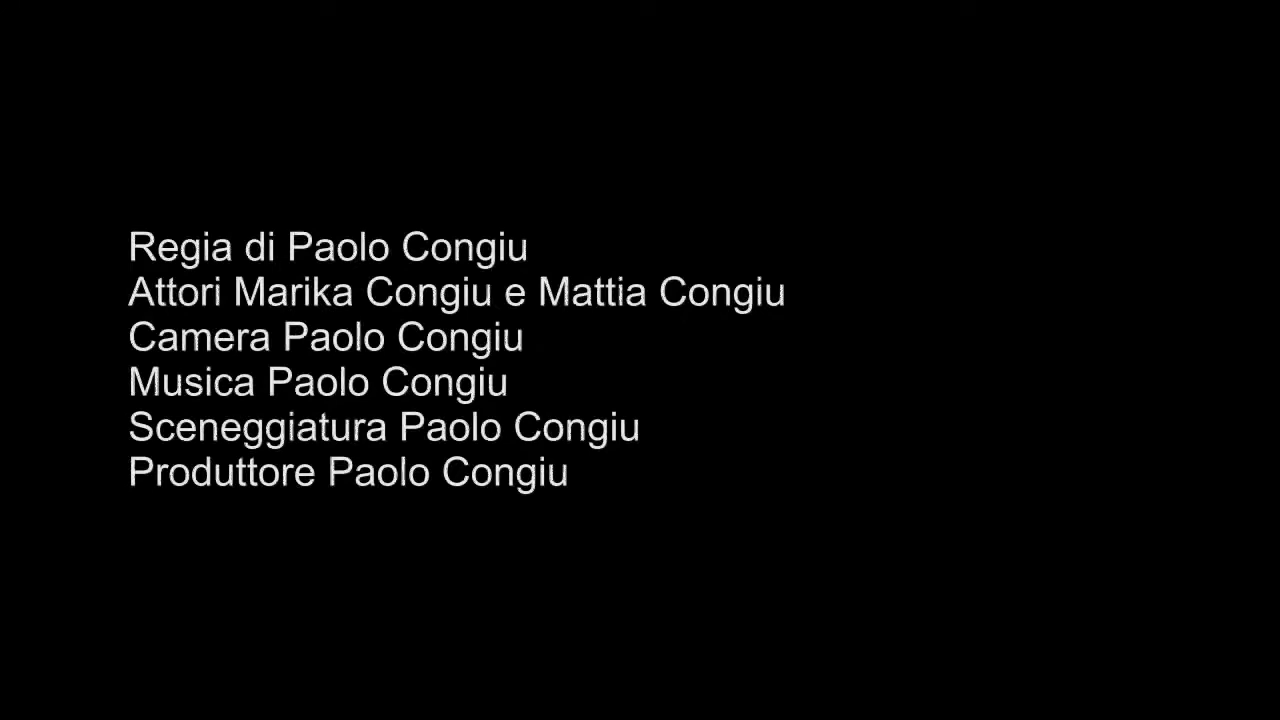 Regia di Paolo Congiu
Attori Marika Congiu e Mattia Congiu
Camera Paolo Congiu
Musica Paolo Congiu
Sceneggiatura Paolo Congiu
Produttore Paolo Congiu